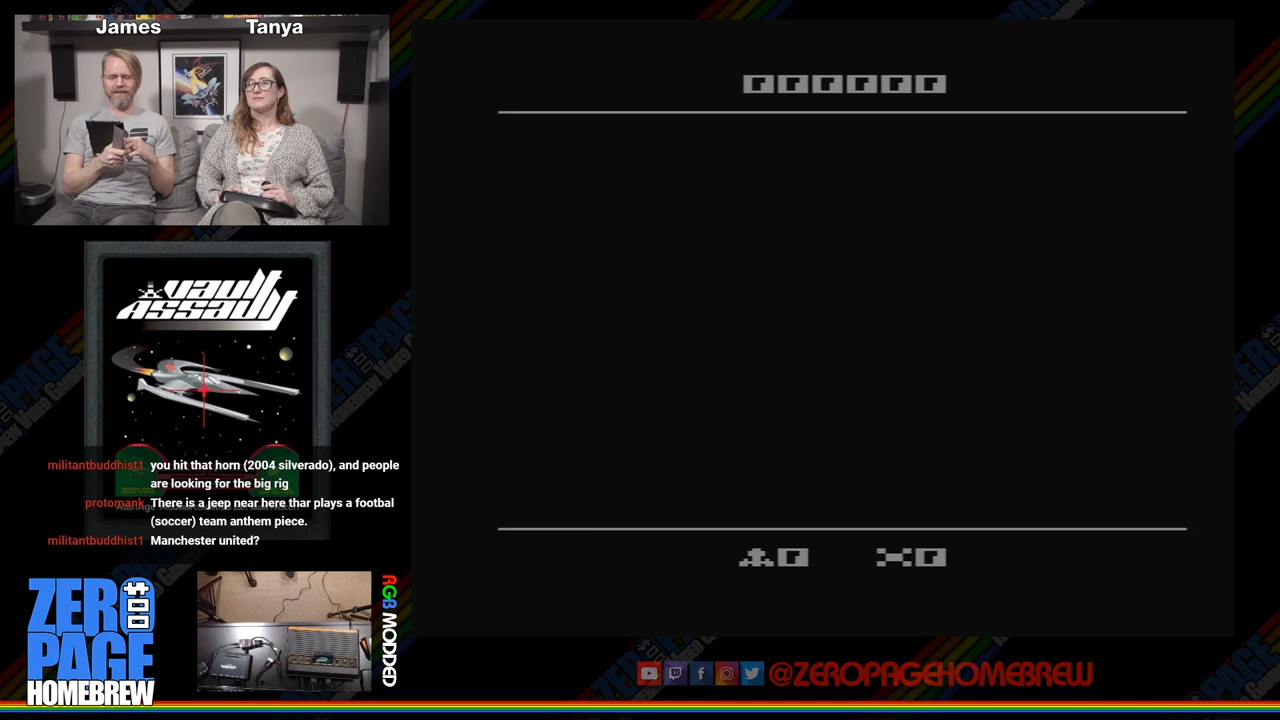 James
Tanya
Vault
Assault
militantbuddhist1 you hit that horn (2004 silverado), and people
are looking for the big rig
protomank There is a jeep near here thar plays a footbal
(soccer) team anthem piece.
militantbuddhist1 Manchester united?
ZERO
$00
PAGE
HOMEBREW
RGB MODDED
@ZEROPAGEHOMEBREW